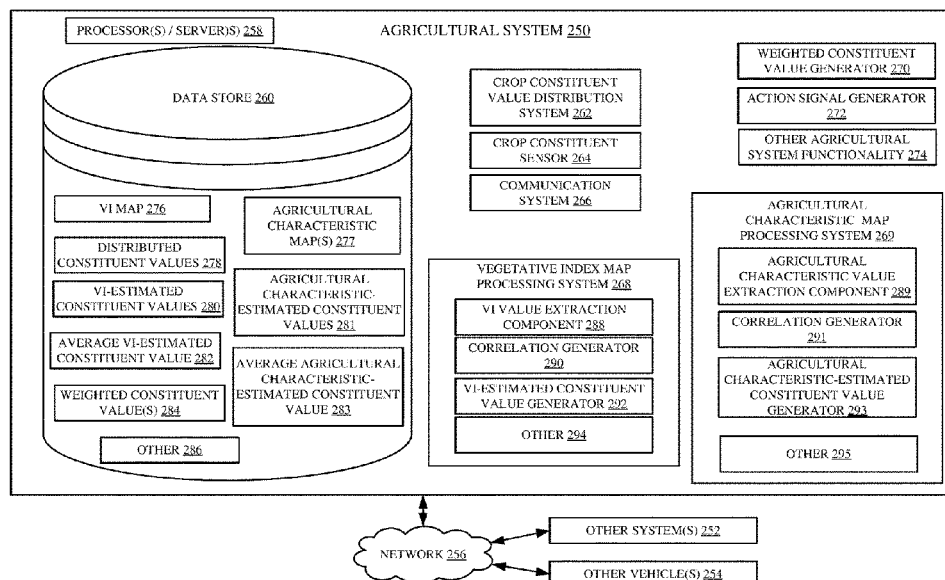 PROCESSOR(S) / SERVER)S) 258
AGRICULTURAL SYSTEM 250
DATA STORE 260
VI MAP 276
AGRICULTURAL
CHARACTERISTIC
MAP(S) 277
DISTRIBUTED
CONSTITUENT VALUES 278
VI-ESTIMATED
CONSTITUENT VALUES 280
AGRICULTURAL
CHARACTERISTIC-
ESTIMATED CONSTITUENT
VALUES 281
AVERAGE VI-ESTIMATED
CONSTITUENT VALUE 282
AVERAGE AGRICULTURAL
CHARACTERISTIC-
ESTIMATED CONSTITUENT
VALUE 283
WEIGHTED CONSTITUENT
VALUE(S) 284
OTHER 286
CROP CONSTITUENT
VALUE DISTRIBUTION
SYSTEM 262
CROP CONSTITUENT
SENSOR 264
COMMUNICATION
SYSTEM 266
VEGETATIVE INDEX MAP
PROCESSING SYSTEM 268
VI VALUE EXTRACTION
COMPONENT 288
CORRELATION GENERATOR
290
VI-ESTIMATED CONSTITUENT
VALUE GENERATOR 292
OTHER 294
WEIGHTED CONSTITUENT
VALUE GENERATOR 270
ACTION SIGNAL GENERATOR
272
OTHER AGRICULTURAL
SYSTEM FUNCTIONALITY 274
AGRICULTURAL
CHARACTERISTIC MAP
PROCESSING SYSTEM 269
AGRICULTURAL
CHARACTERISTIC VALUE
EXTRACTION COMPONENT
289
CORRELATION GENERATOR
291
AGRICULTURAL
CHARACTERISTIC-ESTIMATED
CONSTITUENT VALUE
GENERATOR 293
OTHER 295
NETWORK 256
OTHER SYSTEM(S) 252
OTHER VEHICLE(S) 254